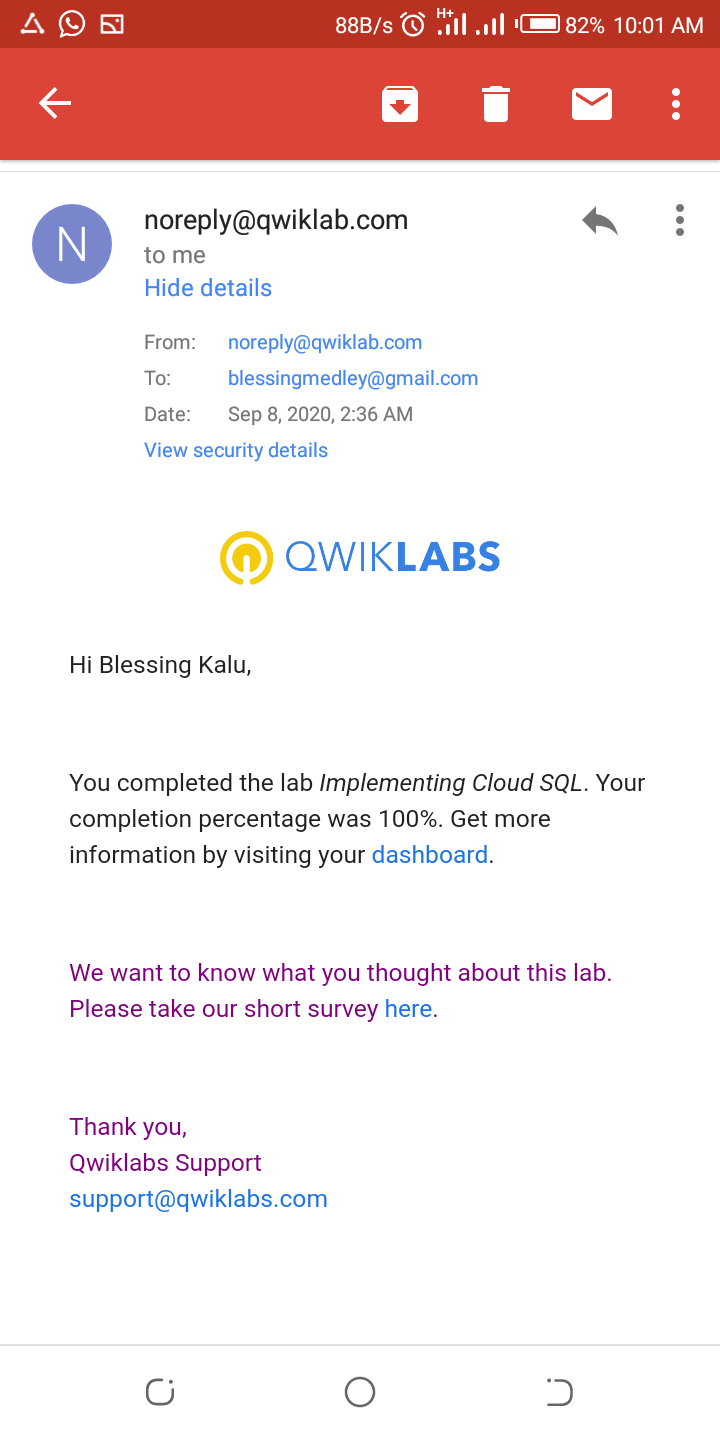 88B/s H+ 82% 10:01 AM
N
noreply@qwiklab.com
to me
Hide details
From: noreply@qwiklab.com
To: blessingmedley@gmail.com
Date: Sep 8, 2020, 2:36 AM
View security details
QWIKLABS
Hi Blessing Kalu,
You completed the lab Implementing Cloud SQL. Your
completion percentage was 100%. Get more
information by visiting your dashboard.
We want to know what you thought about this lab.
Please take our short survey here.
Thank you,
Qwiklabs Support
support@qwiklabs.com